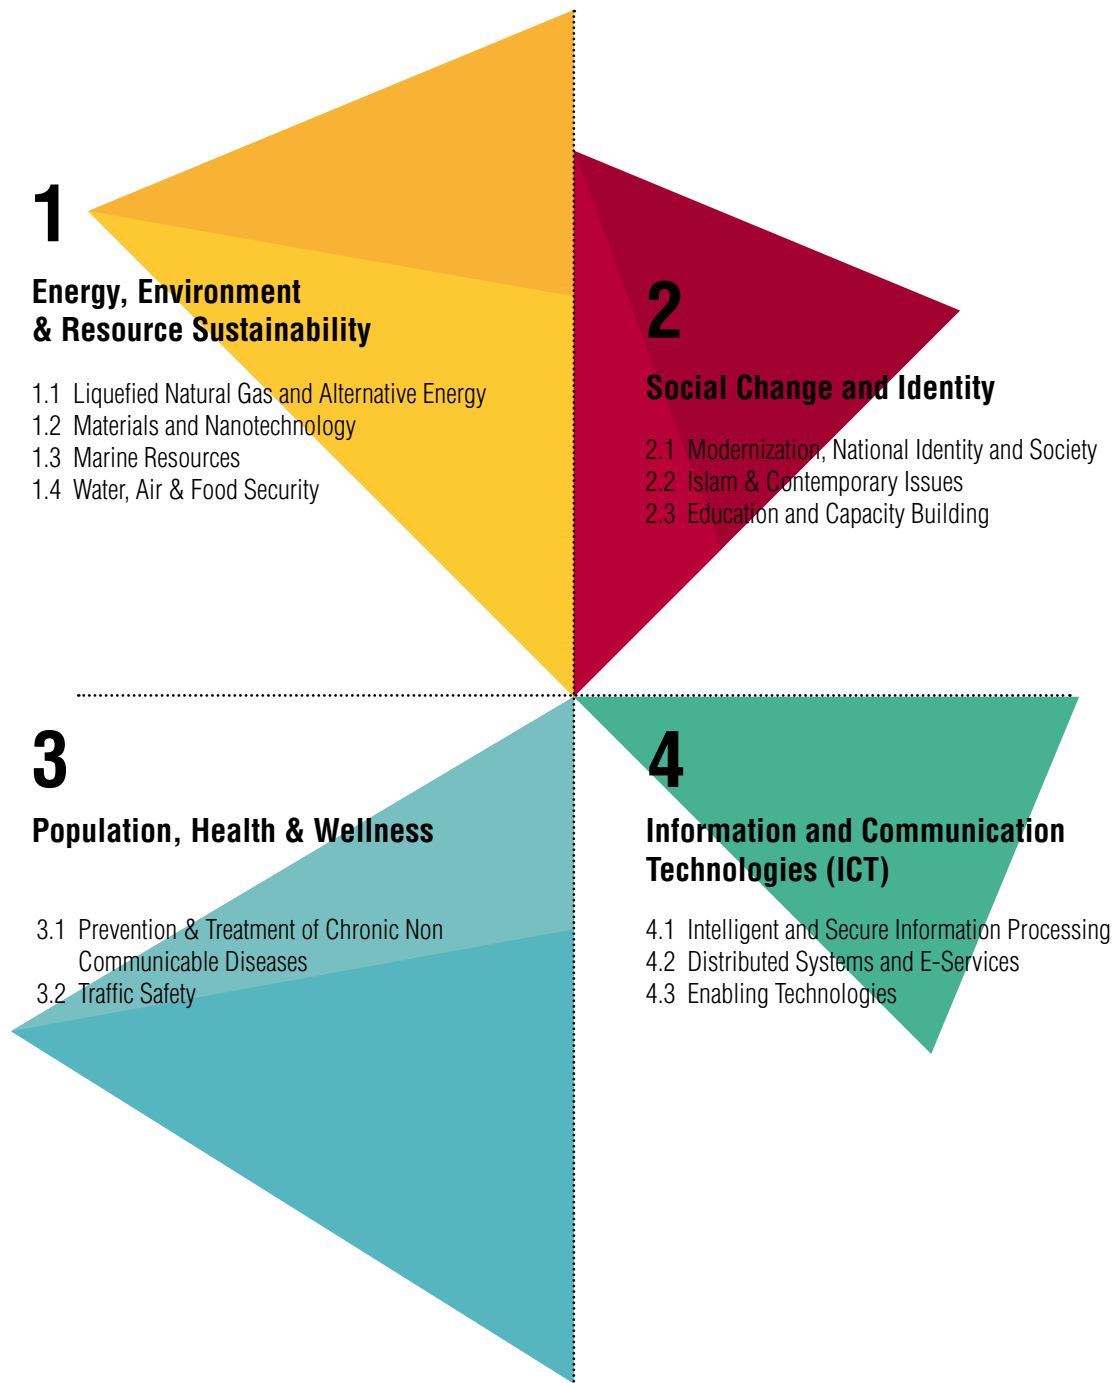 1
Energy, Environment
& Resource Sustainability
1.1 Liquefied Natural Gas and Alternative Energy
1.2 Materials and Nanotechnology
1.3 Marine Resources
1.4 Water, Air & Food Security
2
Social Change and Identity
2.1 Modernization, National Identity and Society
2.2 Islam & Contemporary Issues
2.3 Education and Capacity Building
3
Population, Health & Wellness
3.1 Prevention & Treatment of Chronic Non
Communicable Diseases
3.2 Traffic Safety
4
Information and Communication
Technologies (ICT)
4.1 Intelligent and Secure Information Processing
4.2 Distributed Systems and E-Services
4.3 Enabling Technologies